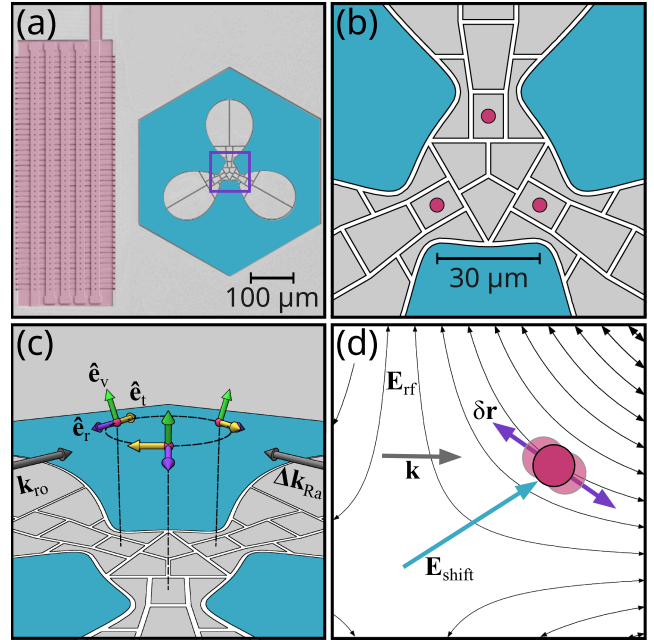 (a)
100 μm
(b)
30 μm
(c)
ê_v
ê_t
ê_r
k_ro
Δk_Ra
(d)
E_rf
δr
k
E_shift